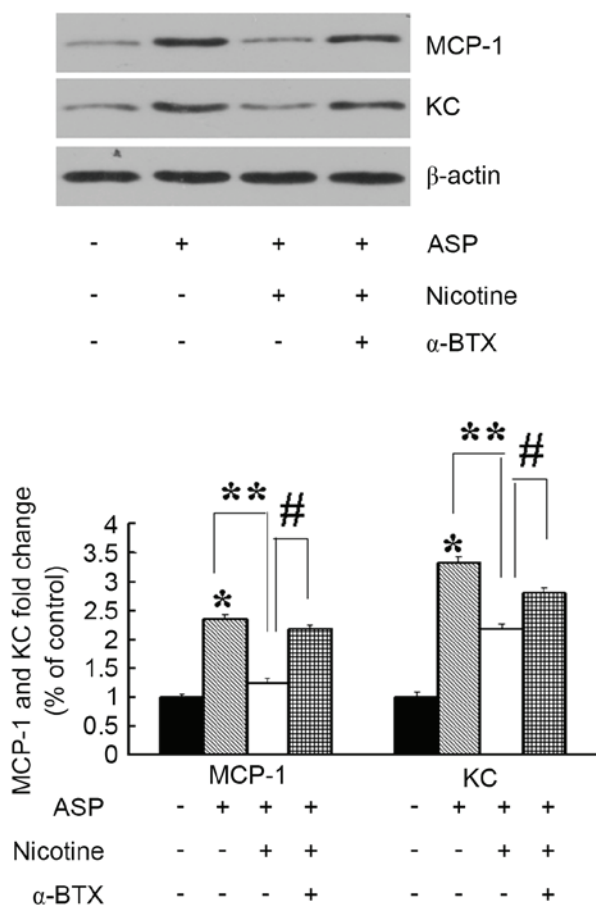 MCP-1
KC
β-actin
- + + + ASP
- - + + Nicotine
- - - + α-BTX
** #
** #
*
*
MCP-1 and KC fold change
(% of control)
3.5
3
2.5
2
1.5
1
0.5
0
MCP-1 KC
ASP - + + + - + + +
Nicotine - - + + - - + +
α-BTX - - - + - - - +